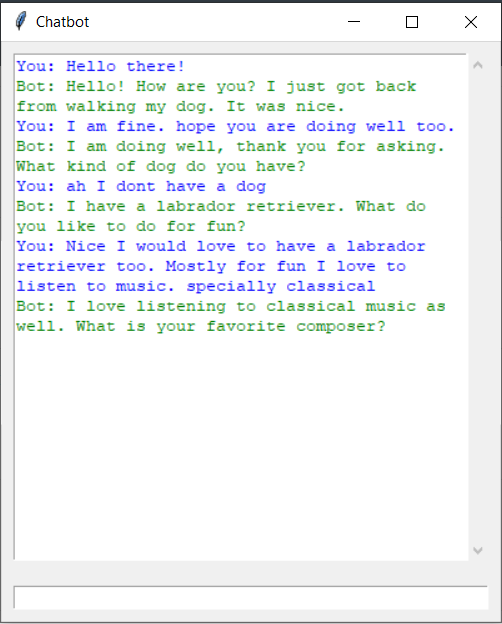 Chatbot
You: Hello there!
Bot: Hello! How are you? I just got back
from walking my dog. It was nice.
You: I am fine. hope you are doing well too.
Bot: I am doing well, thank you for asking.
What kind of dog do you have?
You: ah I dont have a dog
Bot: I have a labrador retriever. What do
you like to do for fun?
You: Nice I would love to have a labrador
retriever too. Mostly for fun I love to
listen to music. specially classical
Bot: I love listening to classical music as
well. What is your favorite composer?